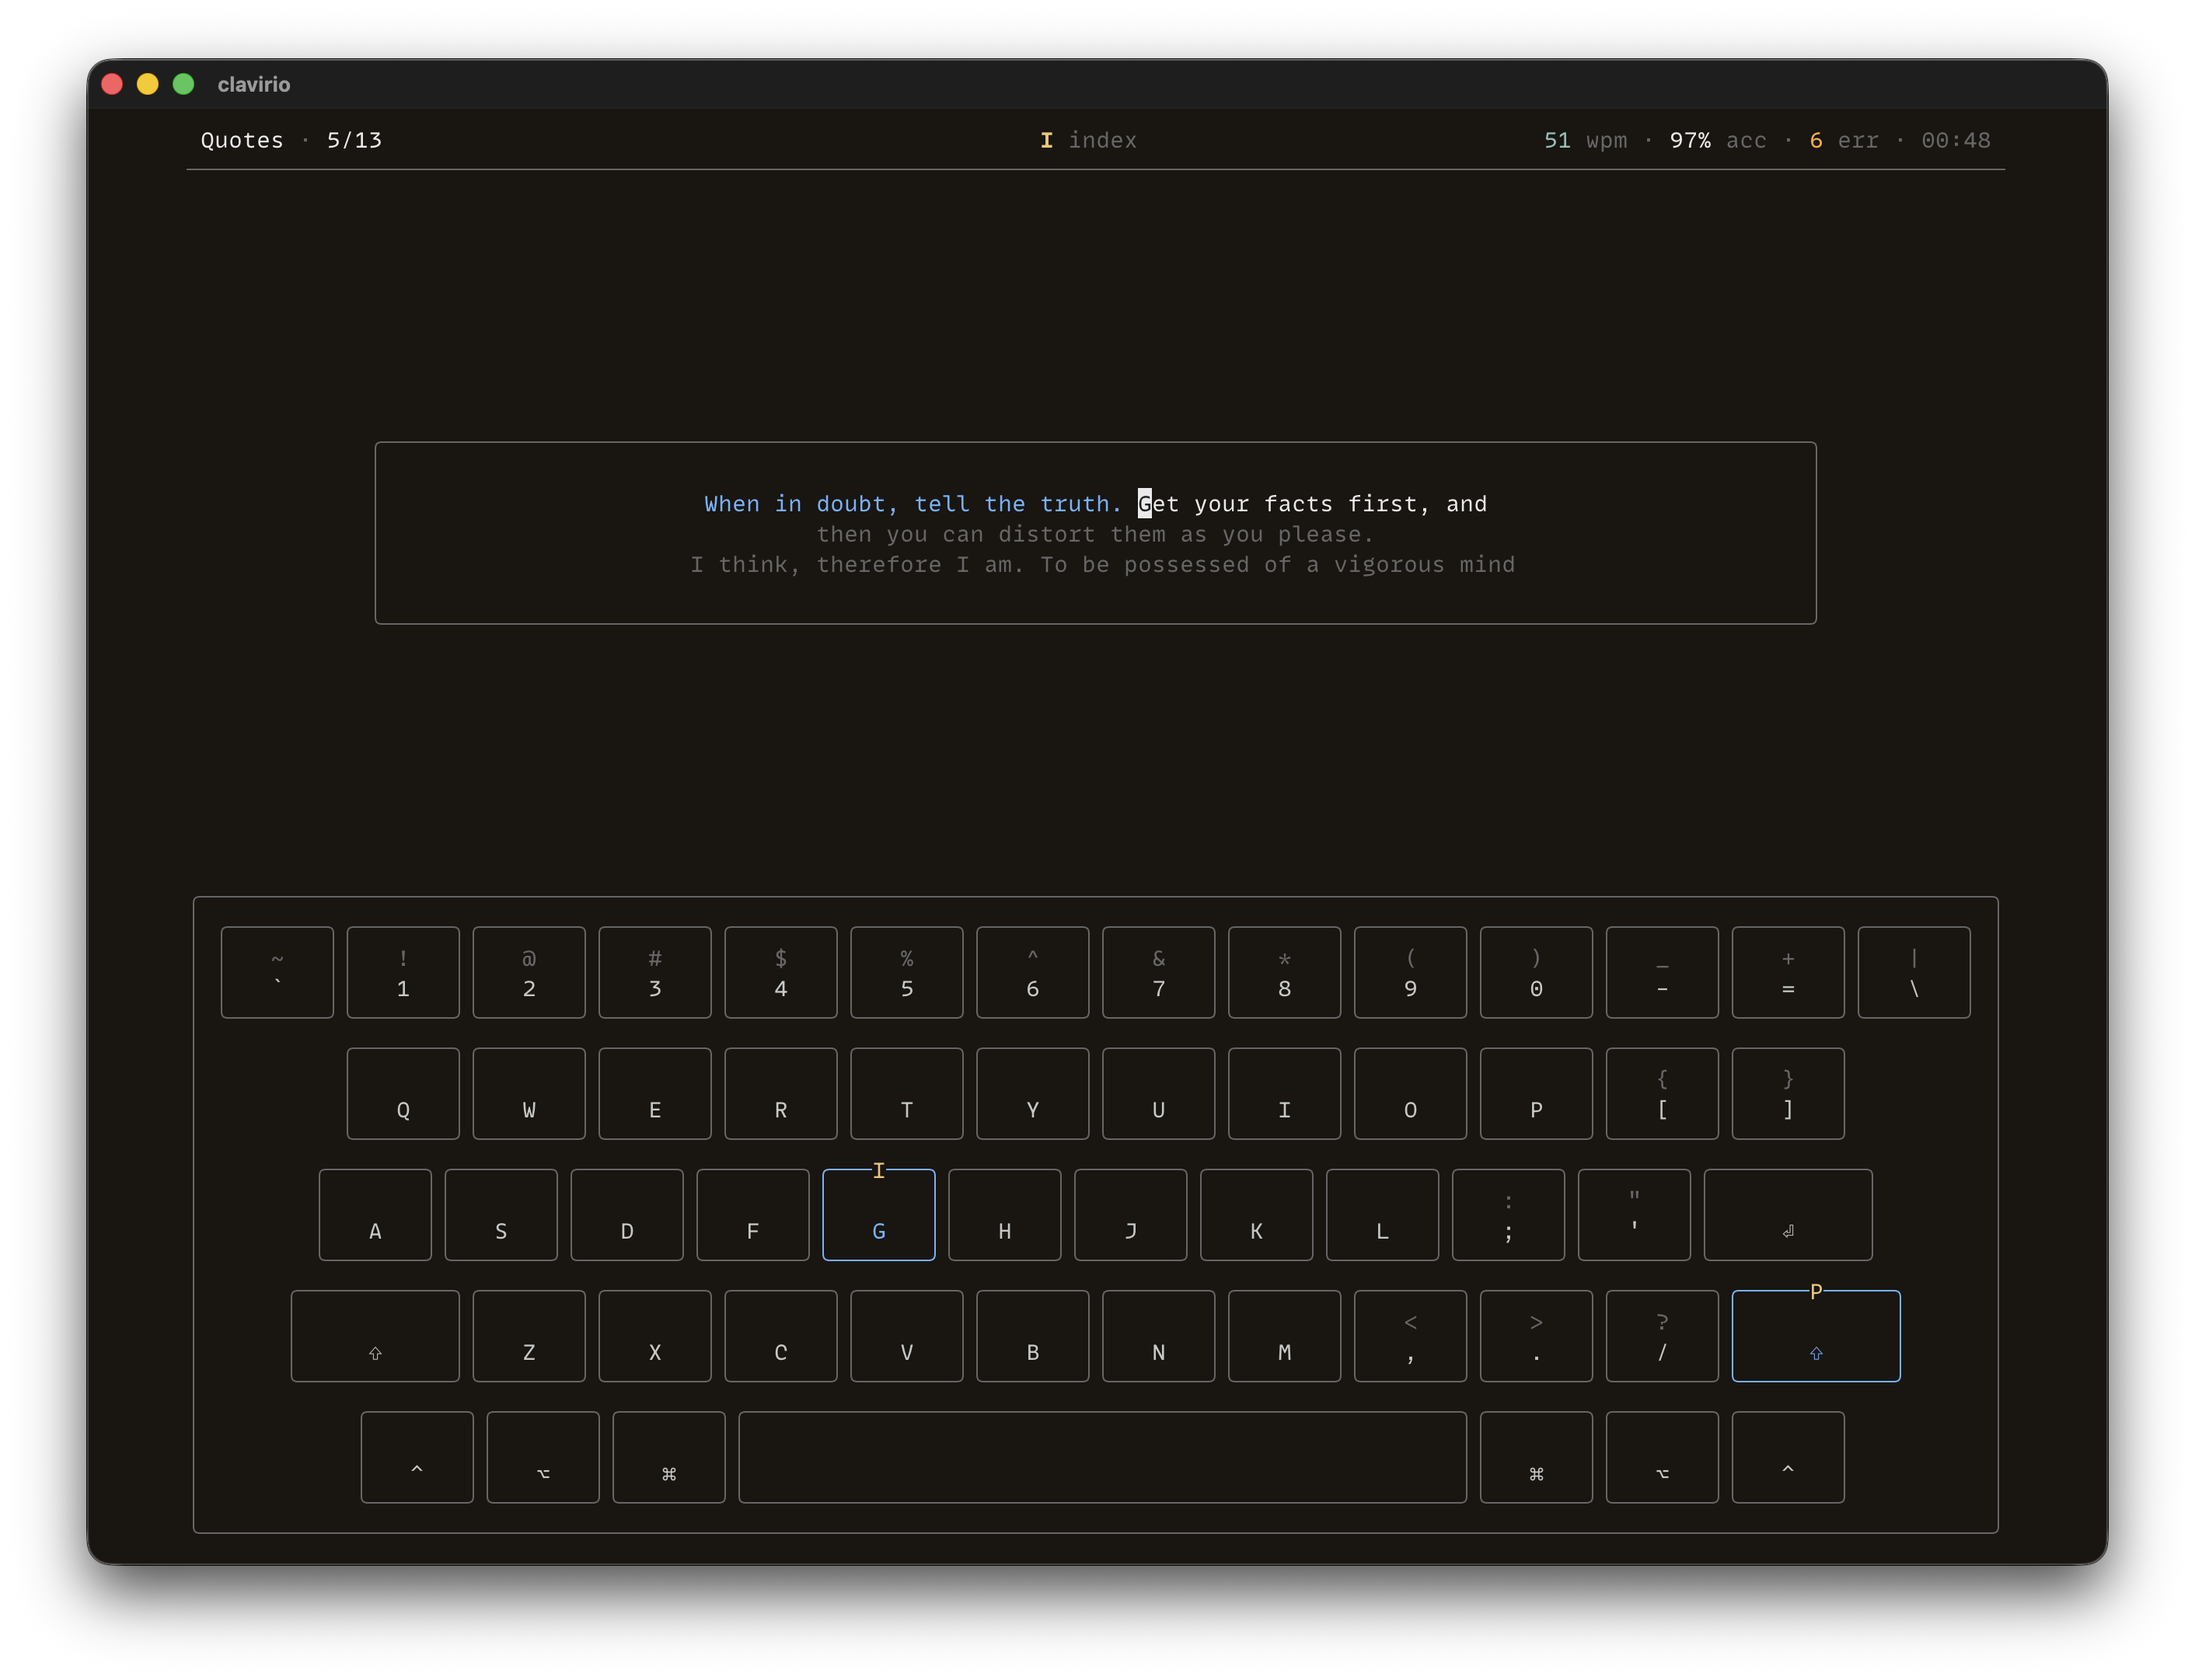 clavirio
Quotes · 5/13
I index
51 wpm · 97% acc · 6 err · 00:48
When in doubt, tell the truth. Get your facts first, and
then you can distort them as you please.
I think, therefore I am. To be possessed of a vigorous mind
~ ! @ # $ % ^ & * ( ) _ + |
` 1 2 3 4 5 6 7 8 9 0 - = \
{ }
Q W E R T Y U I O P [ ]
I
: "
A S D F G H J K L ; ' ⏎
P
< > ?
⇧ Z X C V B N M , . / ⇧
^ ⌥ ⌘ ⌘ ⌥ ^